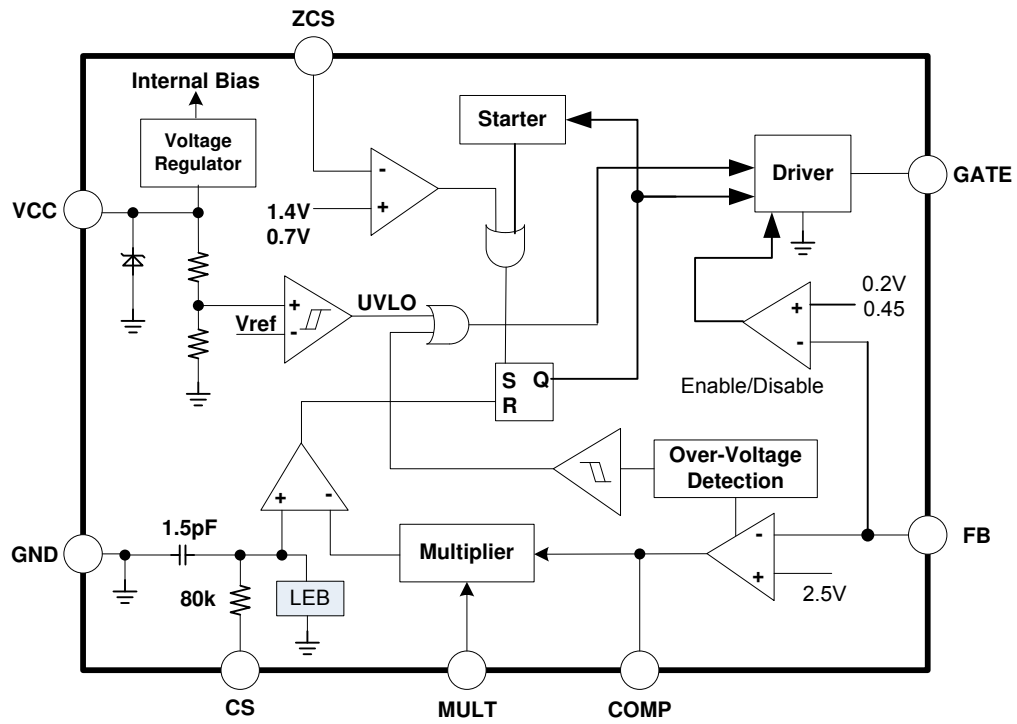 ZCS
Internal Bias
Voltage
Regulator
Starter
Driver
GATE
VCC
-
+
1.4V
0.7V
UVLO
+
Vref
-
0.2V
0.45
+
-
Enable/Disable
S Q
R
Over-Voltage
Detection
+ -
1.5pF
GND
Multiplier
-
FB
+
2.5V
80k
LEB
CS
MULT
COMP